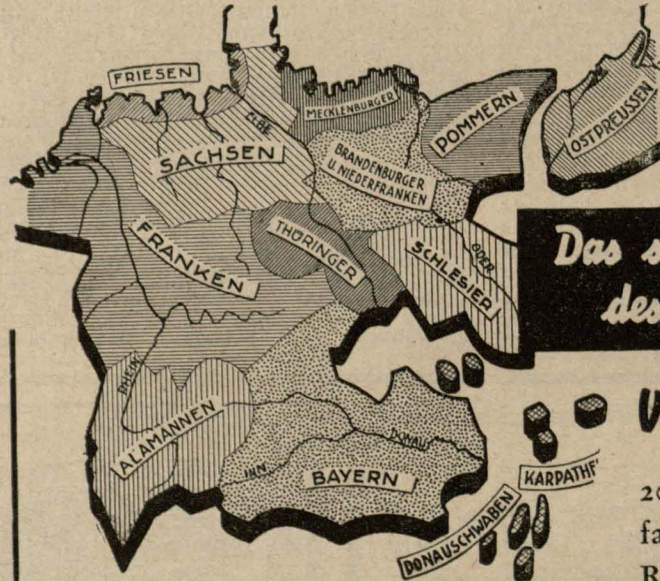 FRIESEN
ELBE
MECKLENBURGER
POMMERN
OSTPREUSSEN
SACHSEN
BRANDENBURGER
U. NIEDERFRANKEN
FRANKEN
THÜRINGER
SCHLESIER
ODER
Das s
des
RHEIN
ALAMANNEN
INN
DONAU
BAYERN
KARPATHE
DONAUSCHWABEN
20
fa